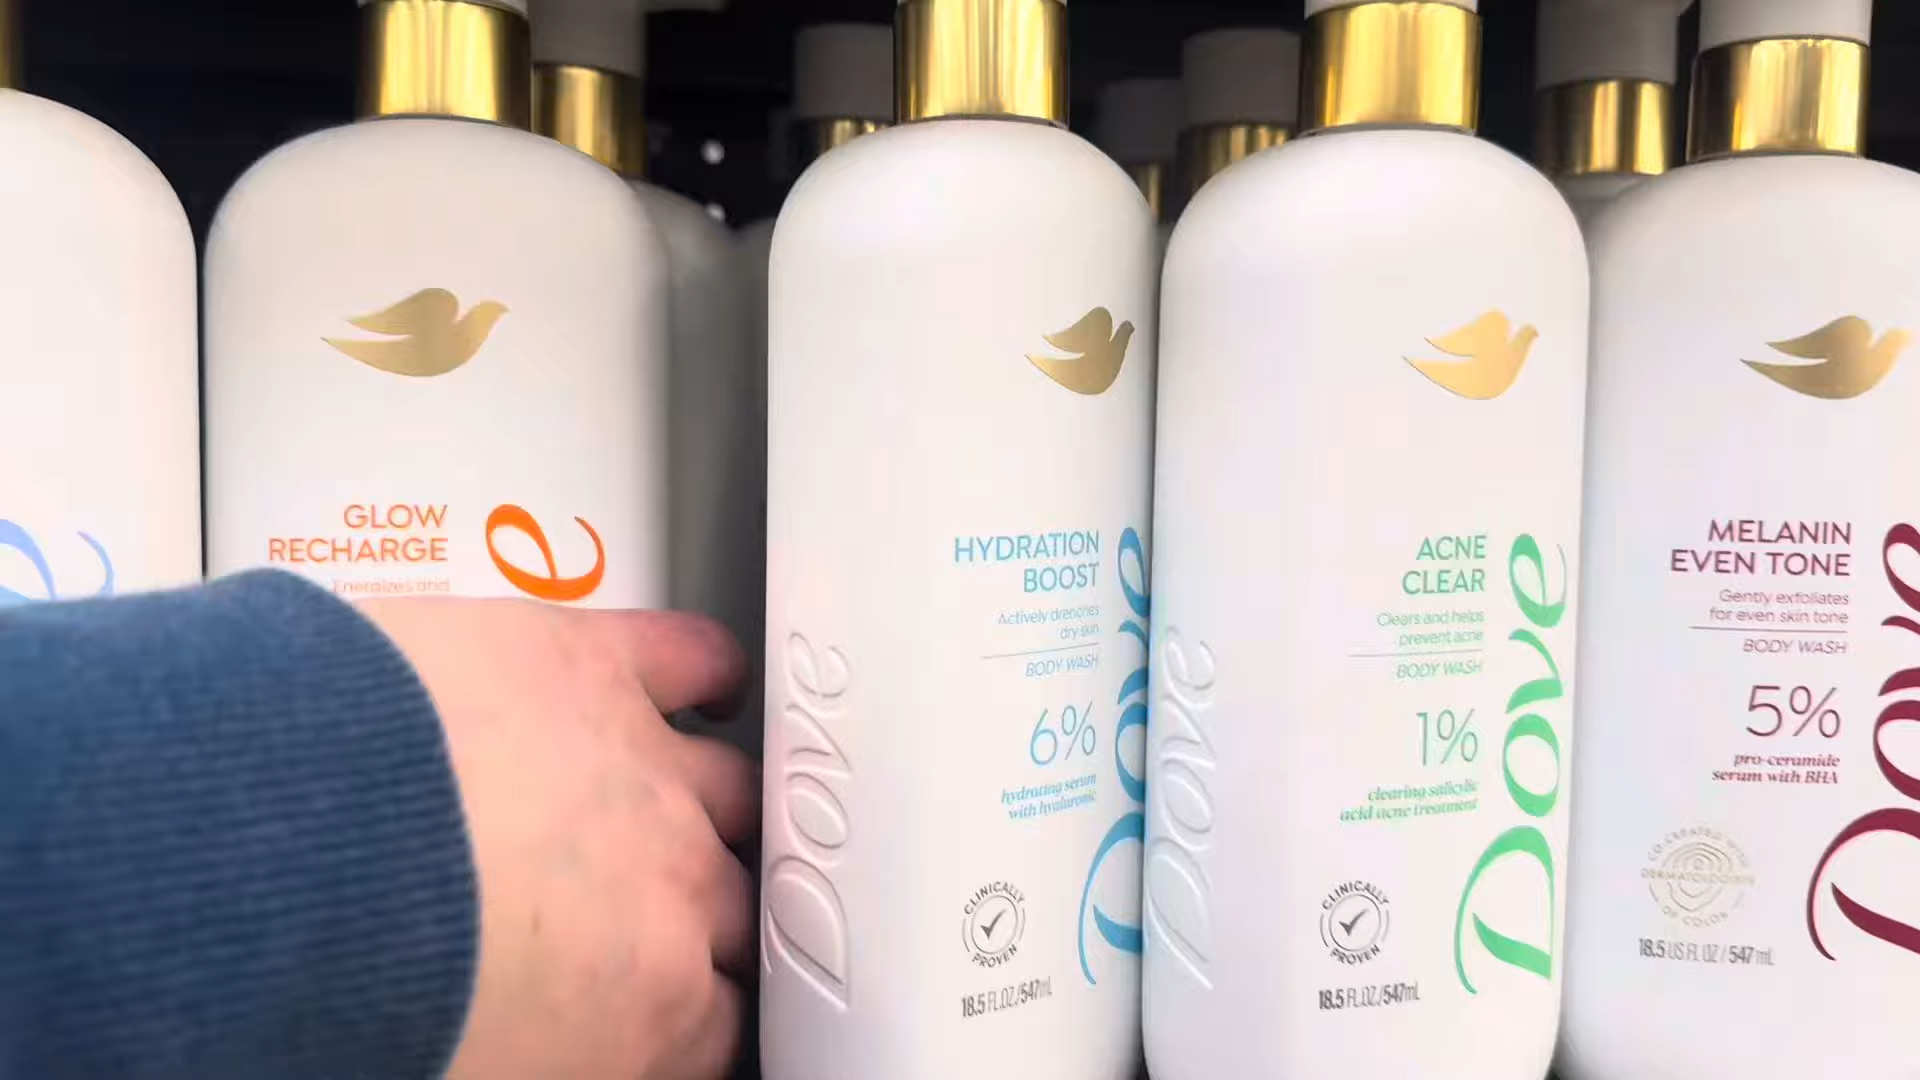 GLOW
RECHARGE
Energizes and
e
e
Dove
HYDRATION
BOOST
Actively drenches
dry skin
BODY WASH
6%
hydrating serum
with hyaluronic
CLINICALLY
PROVEN
18.5 FL.OZ./547mL
Dove
Dove
ACNE
CLEAR
Clears and helps
prevent acne
BODY WASH
1%
clearing salicylic
acid acne treatment
CLINICALLY
PROVEN
18.5 FL.OZ./547mL
Dove
MELANIN
EVEN TONE
Gently exfoliates
for even skin tone
BODY WASH
5%
pro-ceramide
serum with BHA
CO-CREATED WITH
DERMATOLOGISTS
OF COLOR
18.5 US FL OZ / 547 mL
Dove